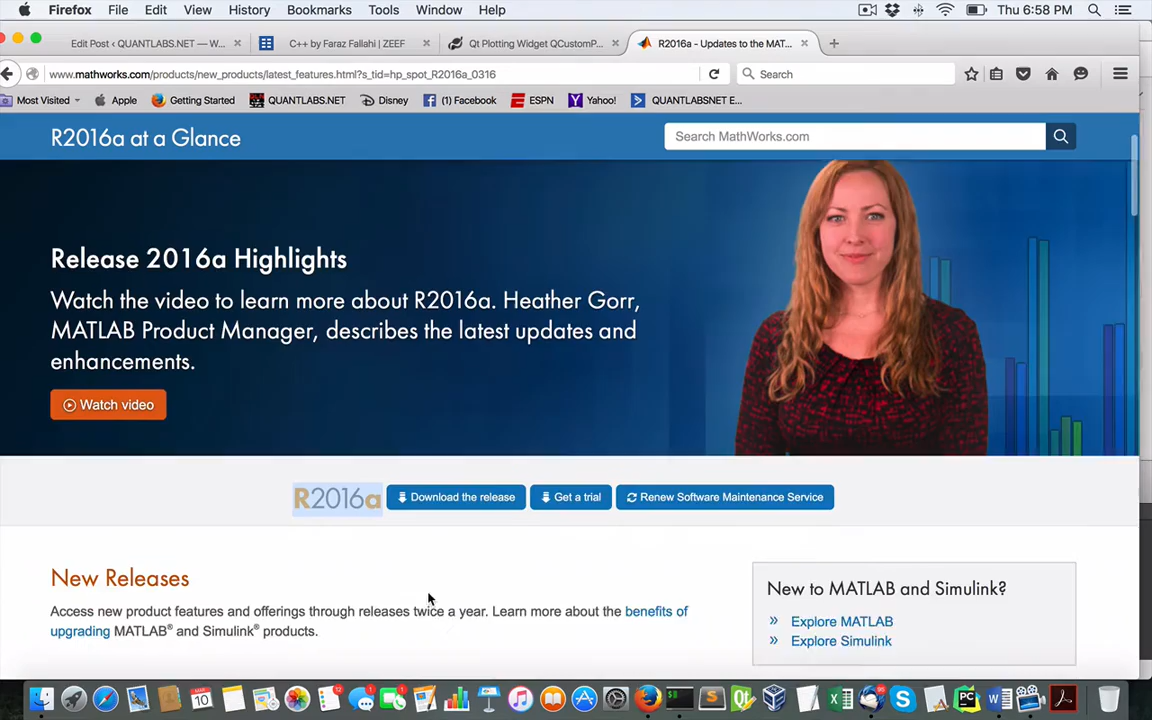 Firefox File Edit View History Bookmarks Tools Window Help Thu 6:58 PM
Edit Post ‹ QUANTLABS.NET — W... C++ by Faraz Fallahi | ZEEF Qt Plotting Widget QCustomP... R2016a - Updates to the MAT...
www.mathworks.com/products/new_products/latest_features.html?s_tid=hp_spot_R2016a_0316 Search
Most Visited Apple Getting Started QUANTLABS.NET Disney (1) Facebook ESPN Yahoo! QUANTLABSNET E...
R2016a at a Glance Search MathWorks.com
Release 2016a Highlights
Watch the video to learn more about R2016a. Heather Gorr,
MATLAB Product Manager, describes the latest updates and
enhancements.
Watch video
R2016a Download the release Get a trial Renew Software Maintenance Service
New Releases
Access new product features and offerings through releases twice a year. Learn more about the benefits of
upgrading MATLAB® and Simulink® products.
New to MATLAB and Simulink?
» Explore MATLAB
» Explore Simulink